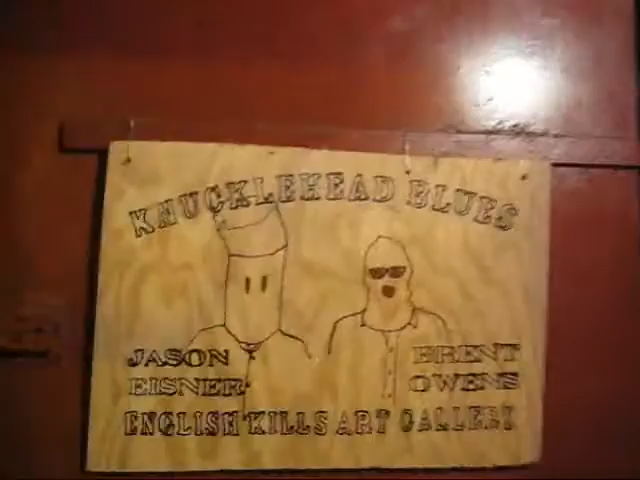 KNUCKLEHEAD BLUES
JASON
EISNER
BRENT
OWENS
ENGLISH KILLS ART GALLERY